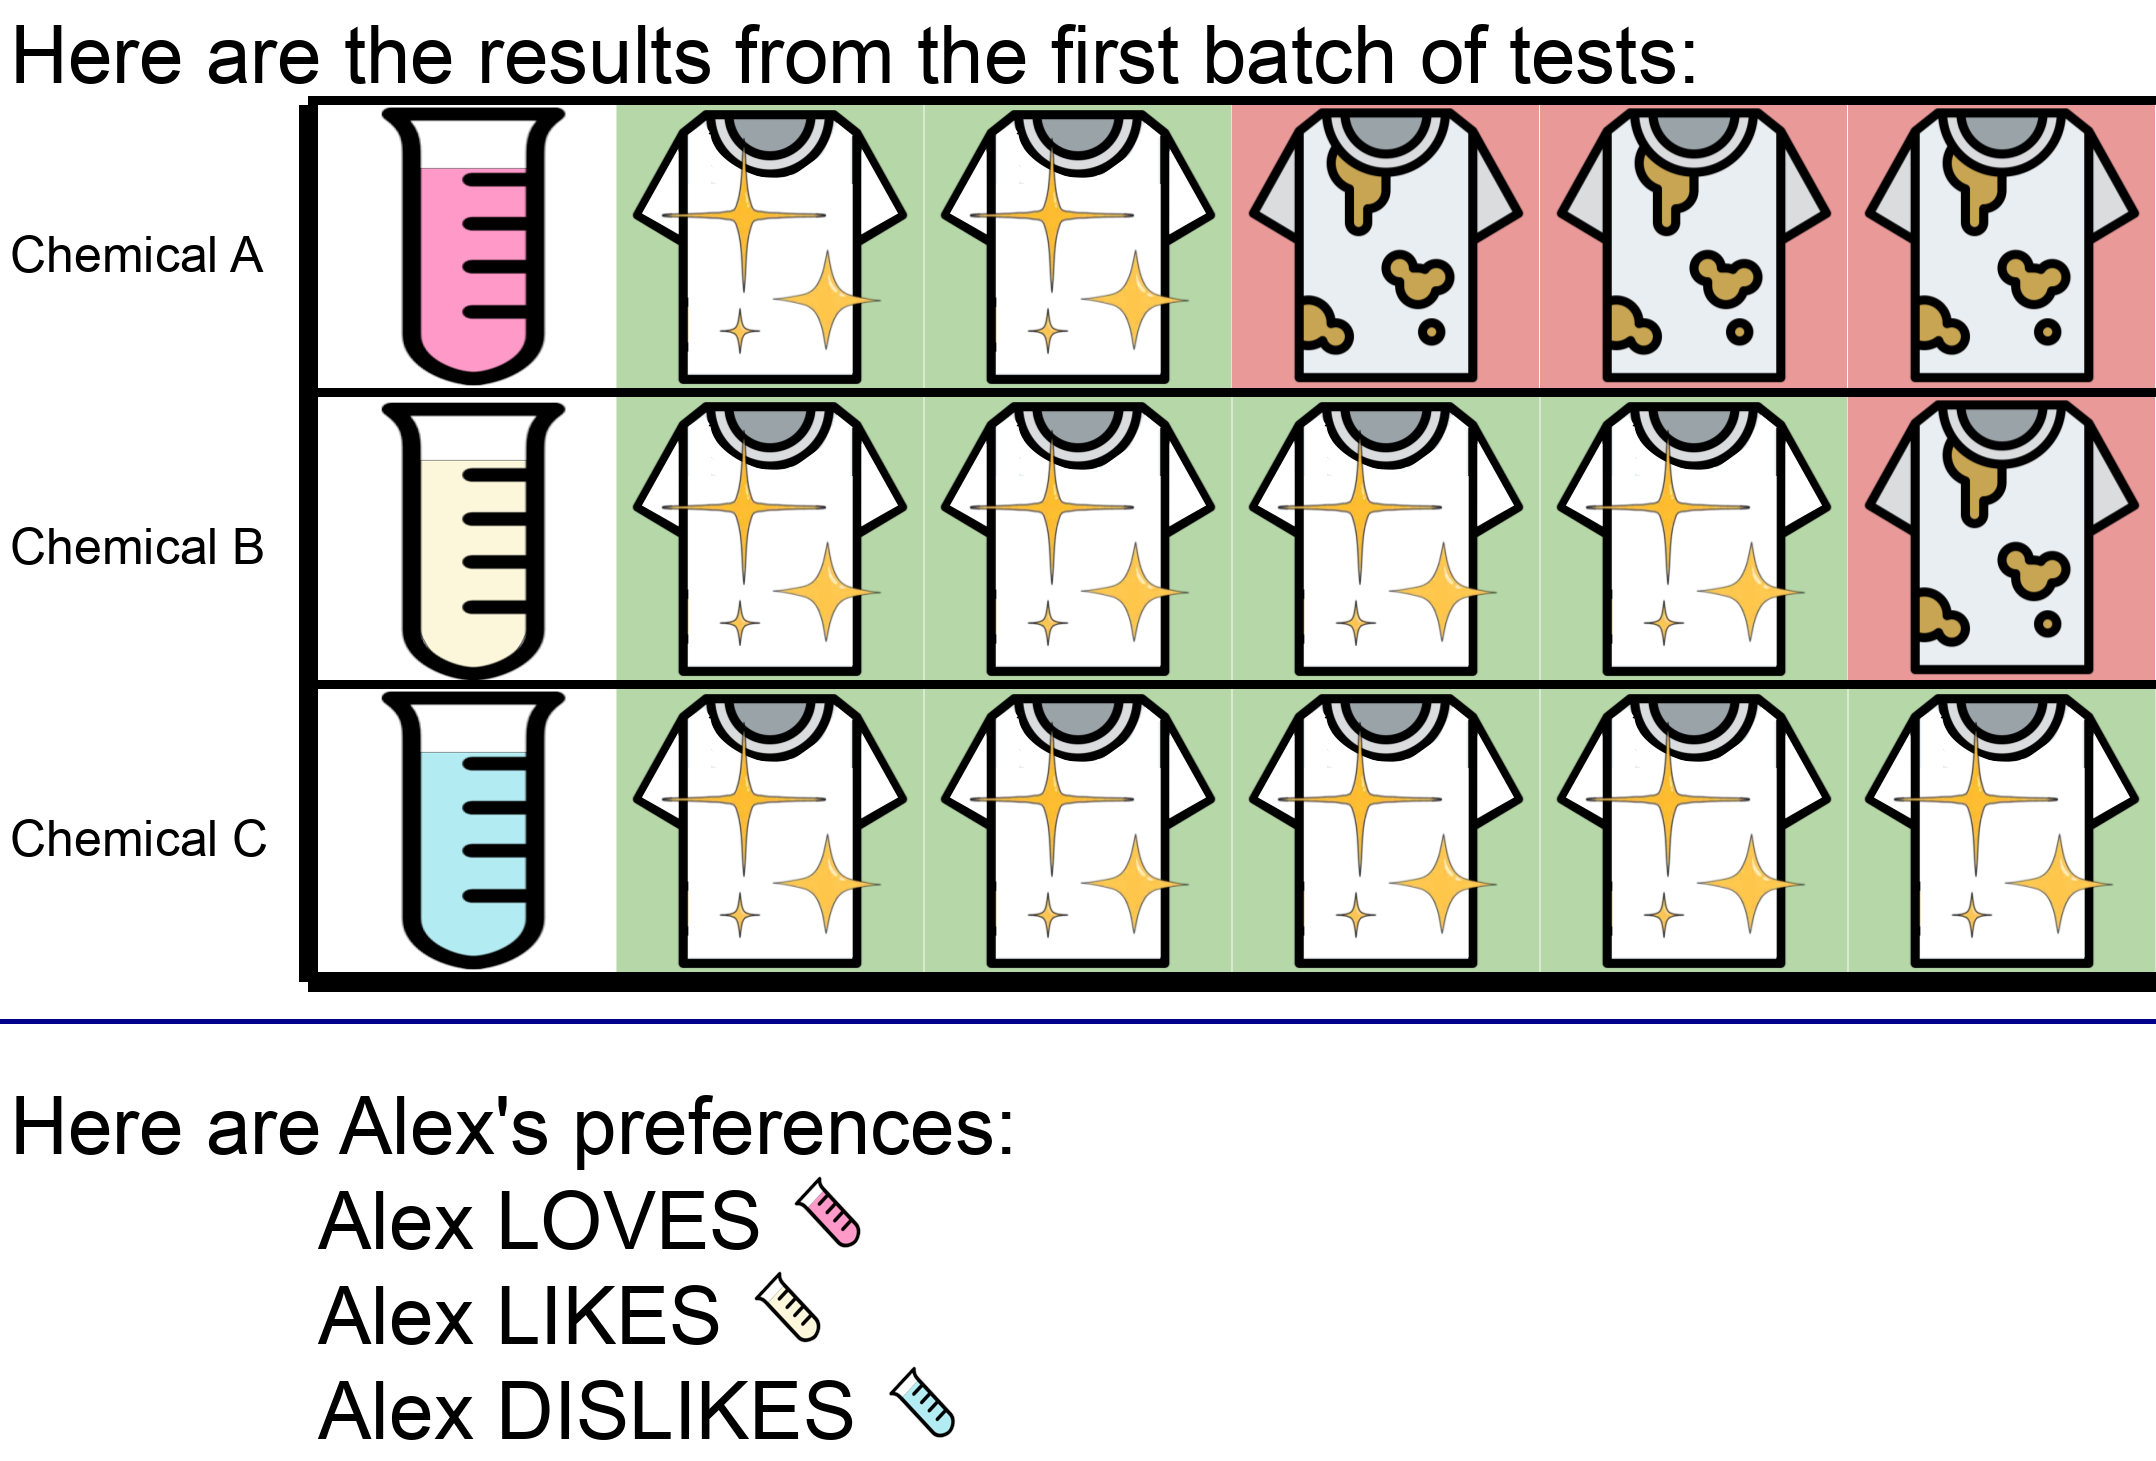 Here are the results from the first batch of tests:
Chemical A
Chemical B
Chemical C
Here are Alex's preferences:
Alex LOVES
Alex LIKES
Alex DISLIKES